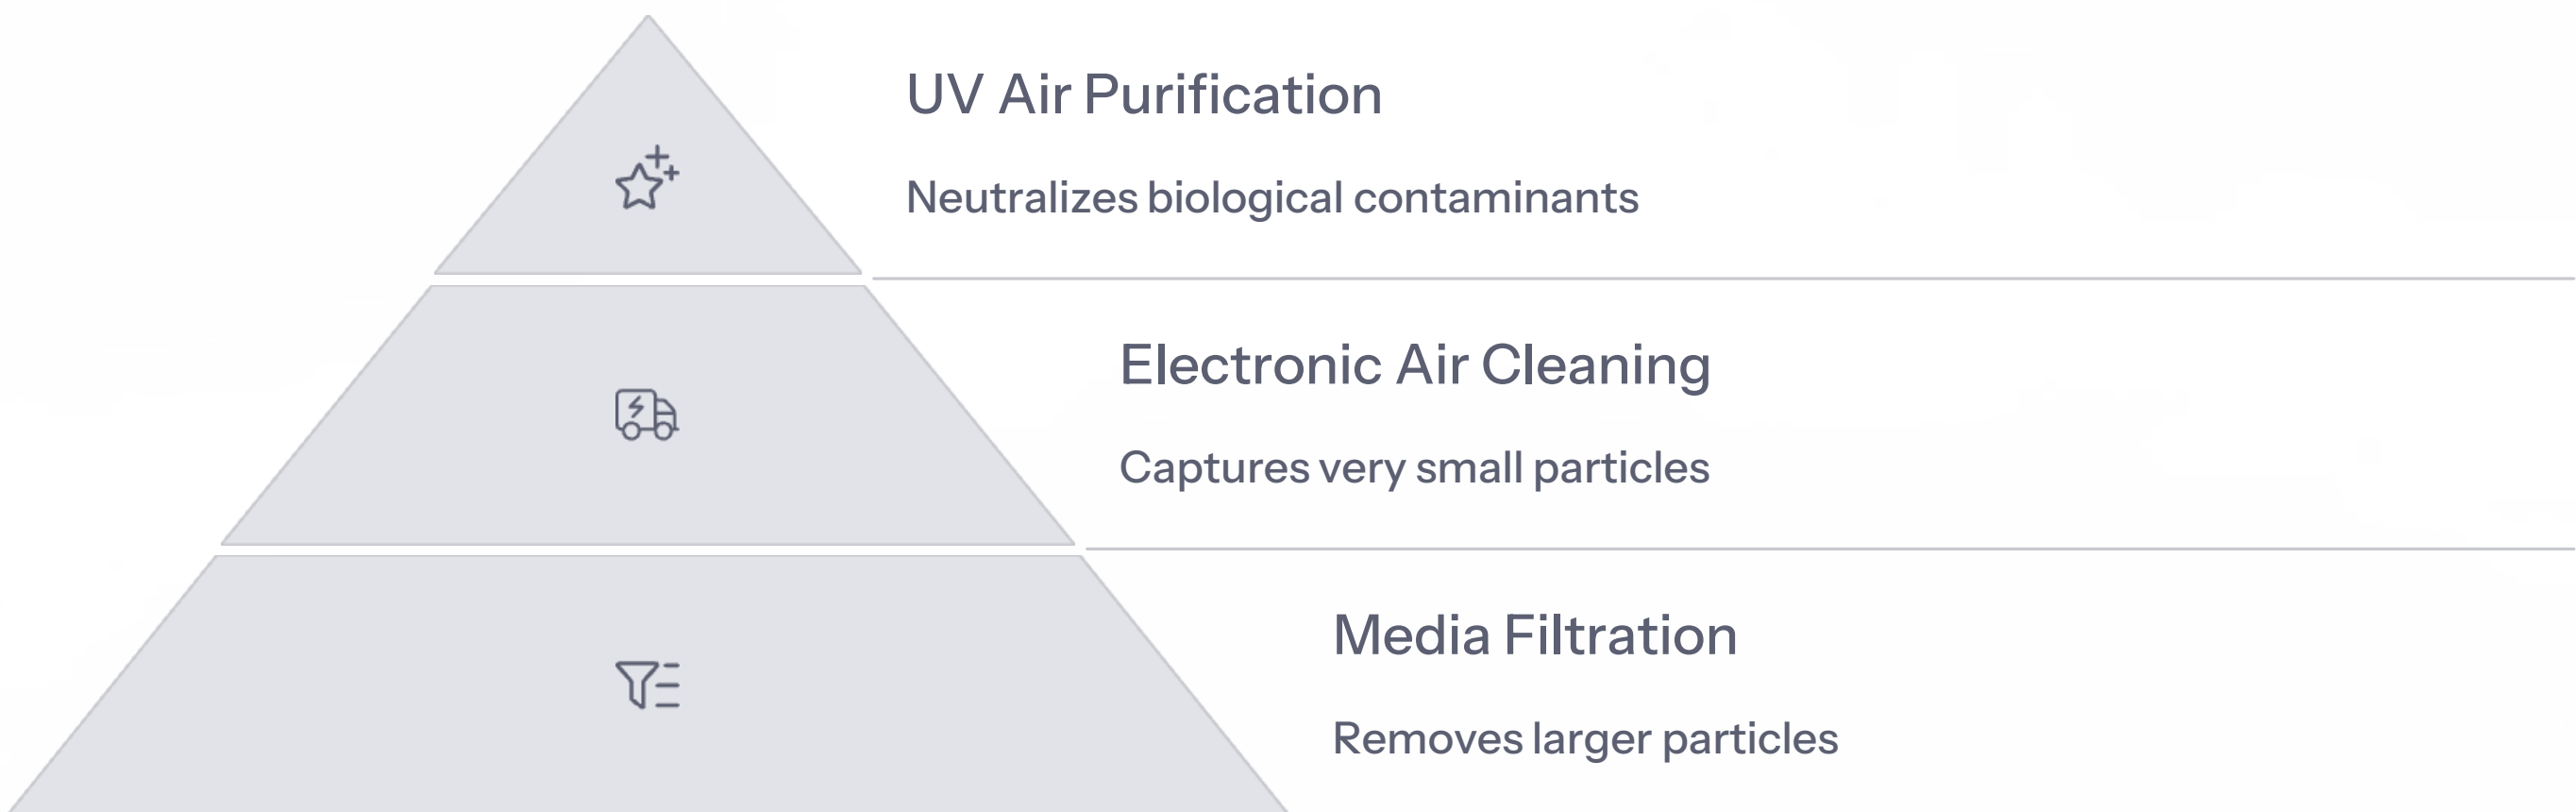 UV Air Purification
Neutralizes biological contaminants
Electronic Air Cleaning
Captures very small particles
Media Filtration
Removes larger particles